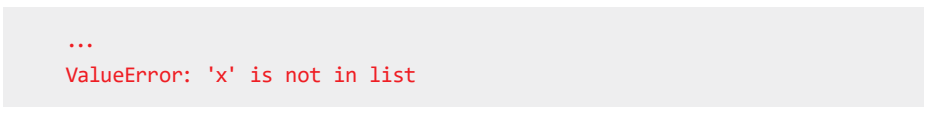 ...
ValueError: 'x' is not in list